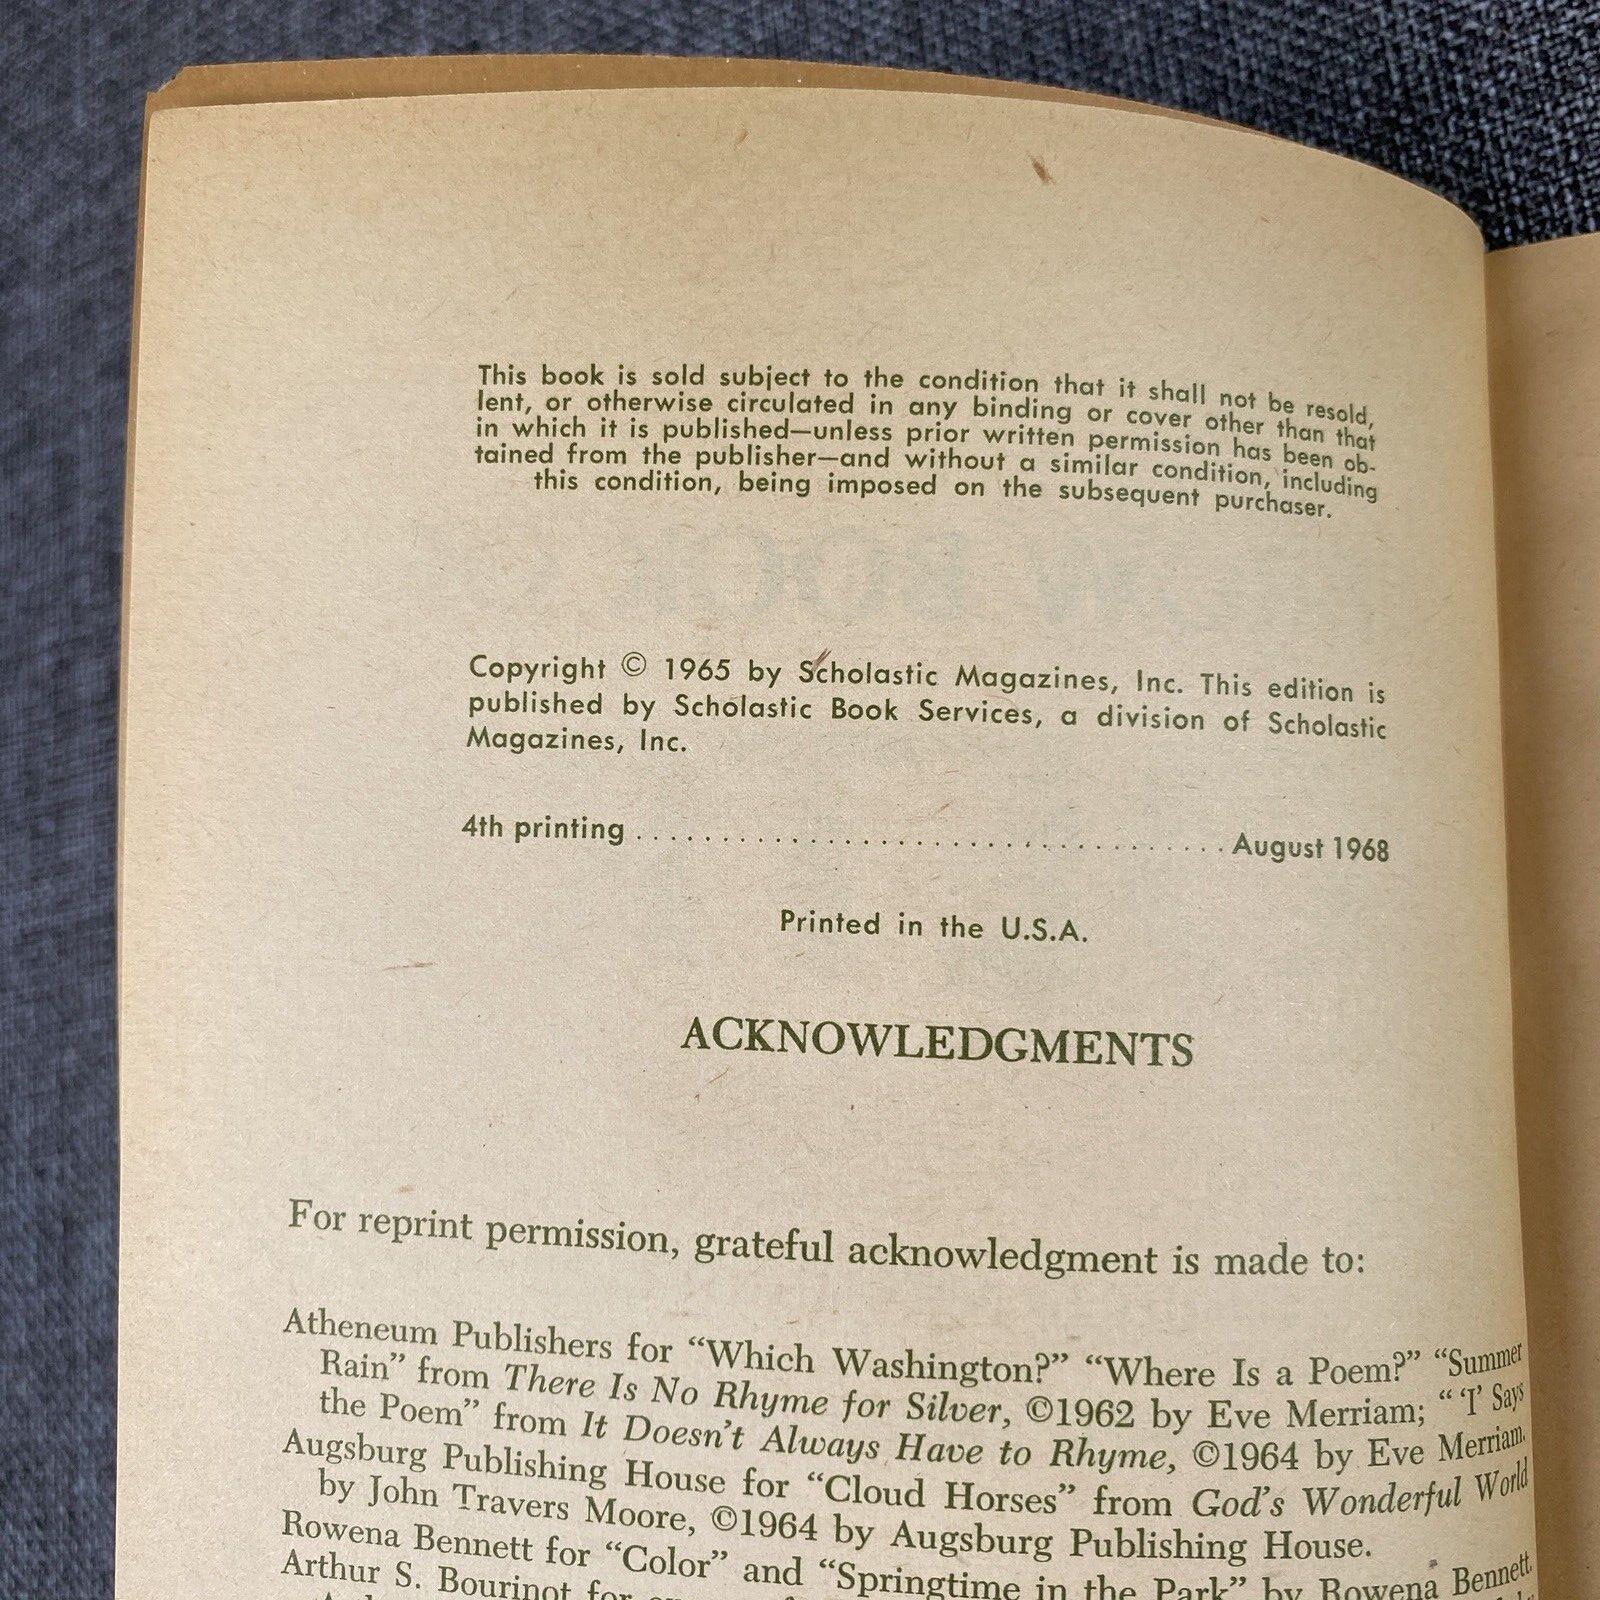 This book is sold subject to the condition that it shall not be resold,
lent, or otherwise circulated in any binding or cover other than that
in which it is published—unless prior written permission has been ob-
tained from the publisher—and without a similar condition, including
this condition, being imposed on the subsequent purchaser.
Copyright © 1965 by Scholastic Magazines, Inc. This edition is
published by Scholastic Book Services, a division of Scholastic
Magazines, Inc.
4th printing . . . . . . . . . . . . . . . . . . . . . . . . . . . . . . . . . . . August 1968
Printed in the U.S.A.
ACKNOWLEDGMENTS
For reprint permission, grateful acknowledgment is made to:
Atheneum Publishers for “Which Washington?” “Where Is a Poem?” “Summer
Rain” from There Is No Rhyme for Silver, ©1962 by Eve Merriam; “ ‘I’ Says
the Poem” from It Doesn’t Always Have to Rhyme, ©1964 by Eve Merriam.
Augsburg Publishing House for “Cloud Horses” from God’s Wonderful World
by John Travers Moore, ©1964 by Augsburg Publishing House.
Rowena Bennett for “Color” and “Springtime in the Park” by Rowena Bennett.
Arthur S. Bourinot for